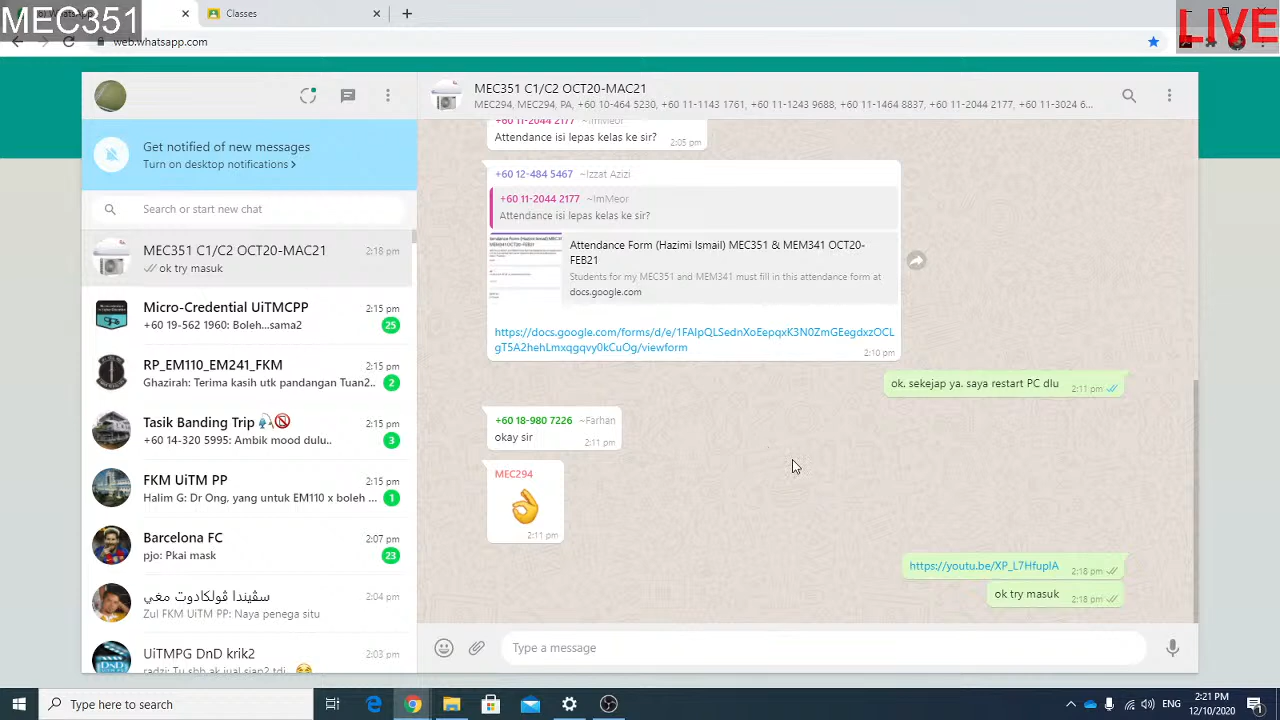 MEC351
WhatsApp
Classes
LIVE
web.whatsapp.com
Get notified of new messages
Turn on desktop notifications
Search or start new chat
MEC351 C1/C2 OCT20-MAC21
2:18 pm
ok try masuk
Micro-Credential UiTMCPP
2:15 pm
+60 19-562 1960: Boleh...sama2
25
RP_EM110_EM241_FKM
2:15 pm
Ghazirah: Terima kasih utk pandangan Tuan2..
2
Tasik Banding Trip
2:15 pm
+60 14-320 5995: Ambik mood dulu..
3
FKM UiTM PP
2:15 pm
Halim G: Dr Ong, yang untuk EM110 x boleh ...
1
Barcelona FC
2:07 pm
pjo: Pkai mask
23
2:04 pm
Zul FKM UiTM PP: Naya penega situ
UiTMPG DnD krik2
2:03 pm
MEC351 C1/C2 OCT20-MAC21
MEC294, MEC294, PA, +60 10-464 5230, +60 11-1143 1761, +60 11-1243 9688, +60 11-1464 8837, +60 11-2044 2177, +60 11-3024 6...
+60 11-2044 2177 ~ImMeor
Attendance isi lepas kelas ke sir?
2:05 pm
+60 12-484 5467 ~Izzat Azizi
+60 11-2044 2177 ~ImMeor
Attendance isi lepas kelas ke sir?
Attendance Form (Hazimi Ismail) MEC351 & MEM341 OCT20-
FEB21
Students for my MEC351 and MEM341 must fill in this attendance form at
docs.google.com
https://docs.google.com/forms/d/e/1FAIpQLSednXoEepqxK3N0ZmGEegdxzOCL
gT5A2hehLmxqgqvy0kCuOg/viewform
2:10 pm
ok. sekejap ya. saya restart PC dlu
2:11 pm
+60 18-980 7226 ~Farhan
okay sir
2:11 pm
MEC294
👌
2:11 pm
https://youtu.be/XP_L7HfupIA
2:18 pm
ok try masuk
2:18 pm
Type a message
Type here to search
ENG
2:21 PM
12/10/2020
1